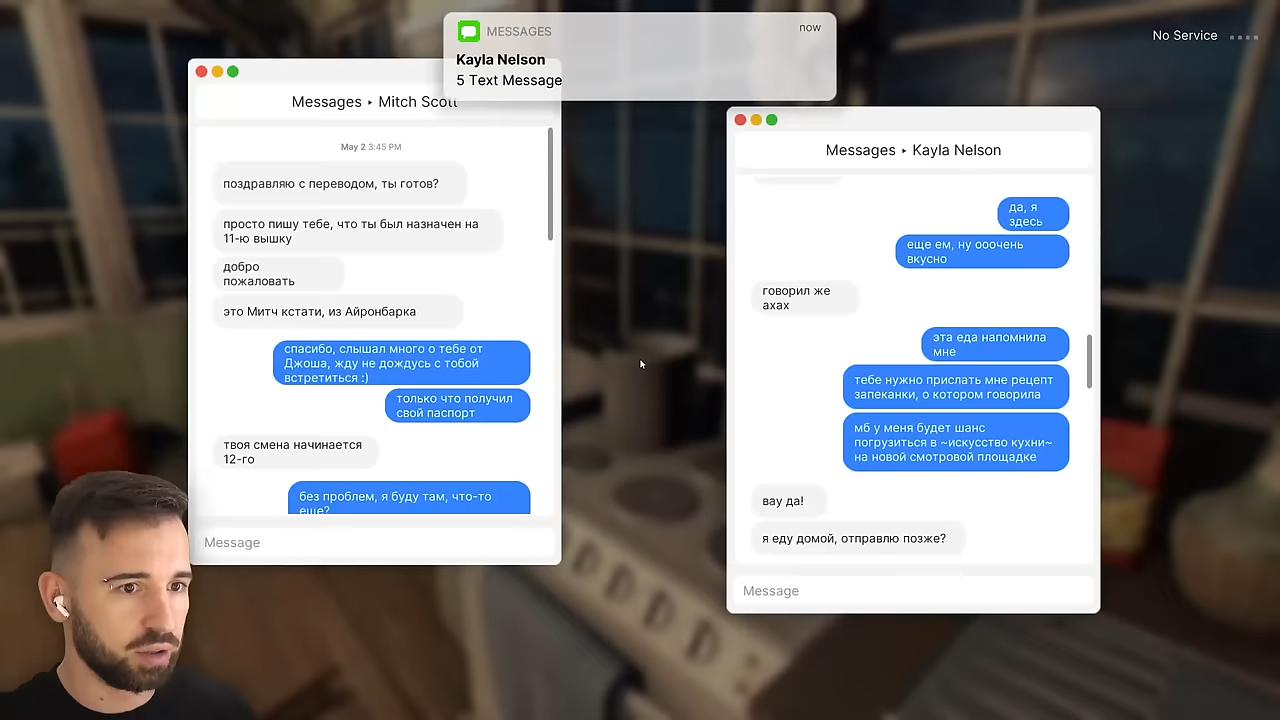 MESSAGES
now
Kayla Nelson
5 Text Message
No Service
Messages ‣ Mitch Scott
May 2 3:45 PM
поздравляю с переводом, ты готов?
просто пишу тебе, что ты был назначен на
11-ю вышку
добро
пожаловать
это Митч кстати, из Айронбарка
спасибо, слышал много о тебе от
Джоша, жду не дождусь с тобой
встретиться :)
только что получил
свой паспорт
твоя смена начинается
12-го
без проблем, я буду там, что-то
еще?
Message
Messages ‣ Kayla Nelson
да, я
здесь
еще ем, ну ооочень
вкусно
говорил же
ахах
эта еда напомнила
мне
тебе нужно прислать мне рецепт
запеканки, о котором говорила
мб у меня будет шанс
погрузиться в ~искусство кухни~
на новой смотровой площадке
вау да!
я еду домой, отправлю позже?
Message